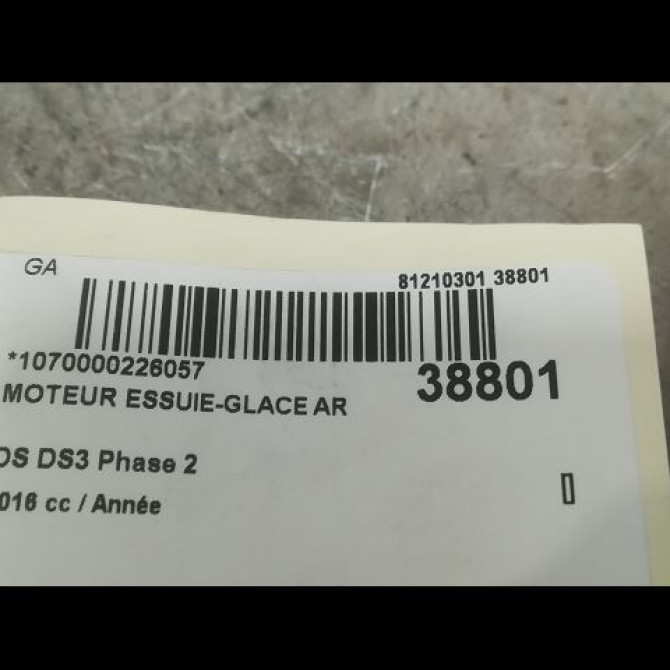 GA
81210301 38801
*1070000226057
38801
MOTEUR ESSUIE-GLACE AR
DS DS3 Phase 2
016 cc / Année